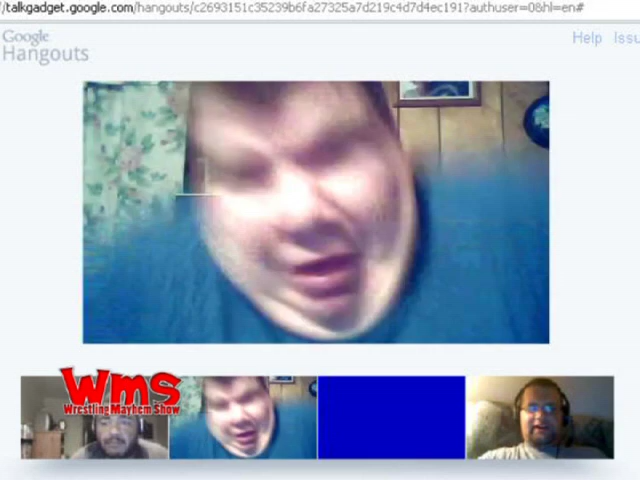 /talkgadget.google.com/hangouts/c2693151c35239b6fa27325a7d219c4d7d4ec191?authuser=0&hl=en#
Google
Hangouts
Help Issu
WMS
Wrestling Mayhem Show